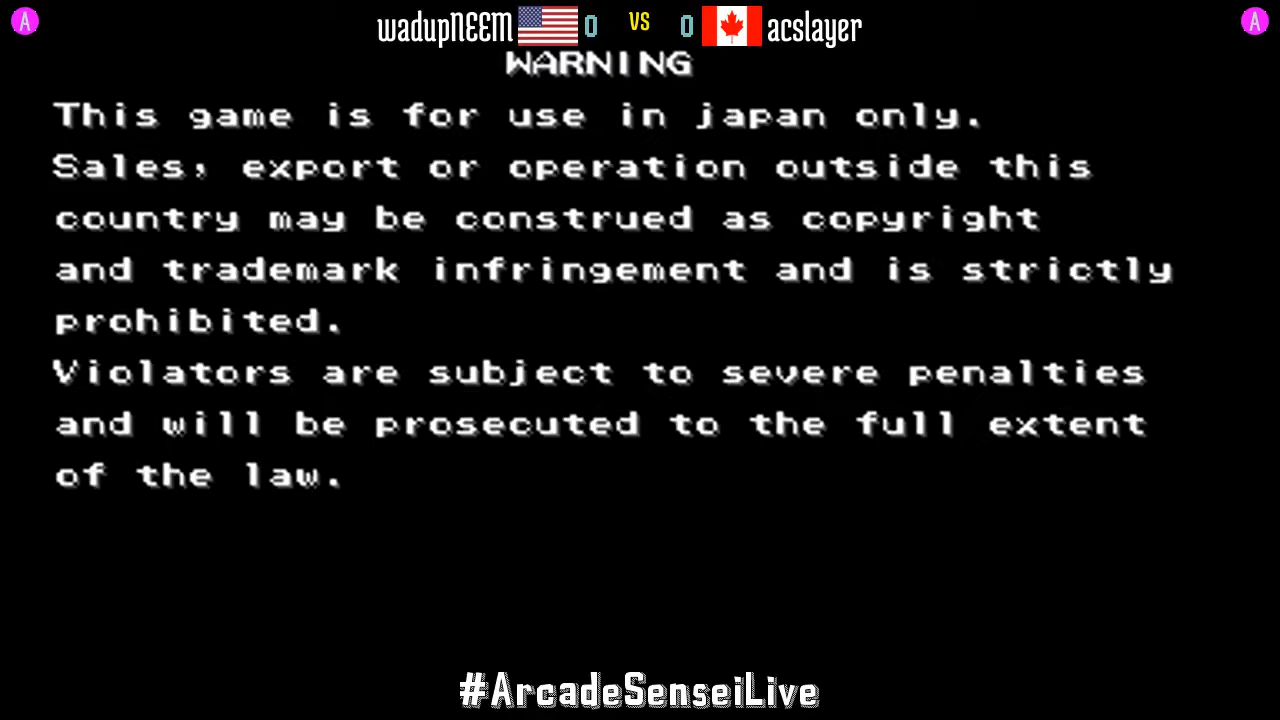 A wadupNEEM 0 VS 0 acslayer A
WARNING
This game is for use in japan only.
Sales, export or operation outside this
country may be construed as copyright
and trademark infringement and is strictly
prohibited.
Violators are subject to severe penalties
and will be prosecuted to the full extent
of the law.
#ArcadeSenseiLive